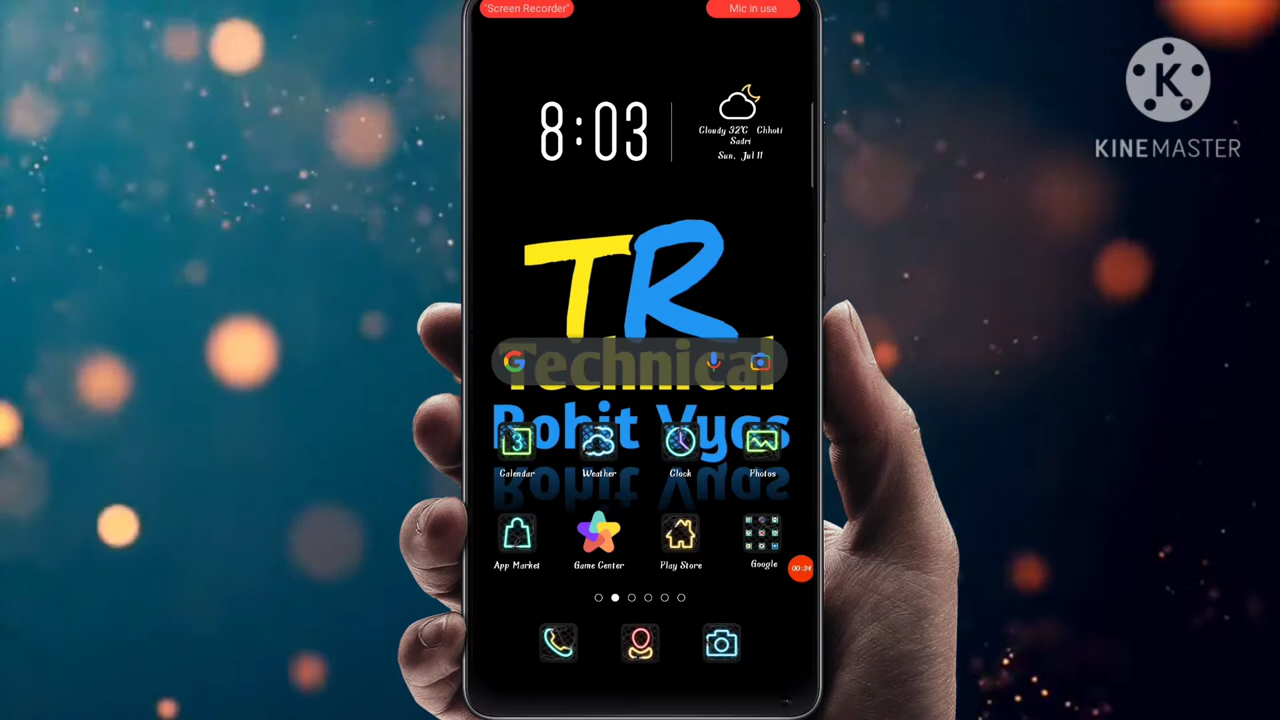 "Screen Recorder"
Mic in use
KINEMASTER
8:03
Cloudy 32°C Chhoti
Sadri
Sun, Jul 11
TR
Technical
Rohit Vyas
3
Calendar
Weather
Clock
Photos
App Market
Game Center
Play Store
Google
00:34